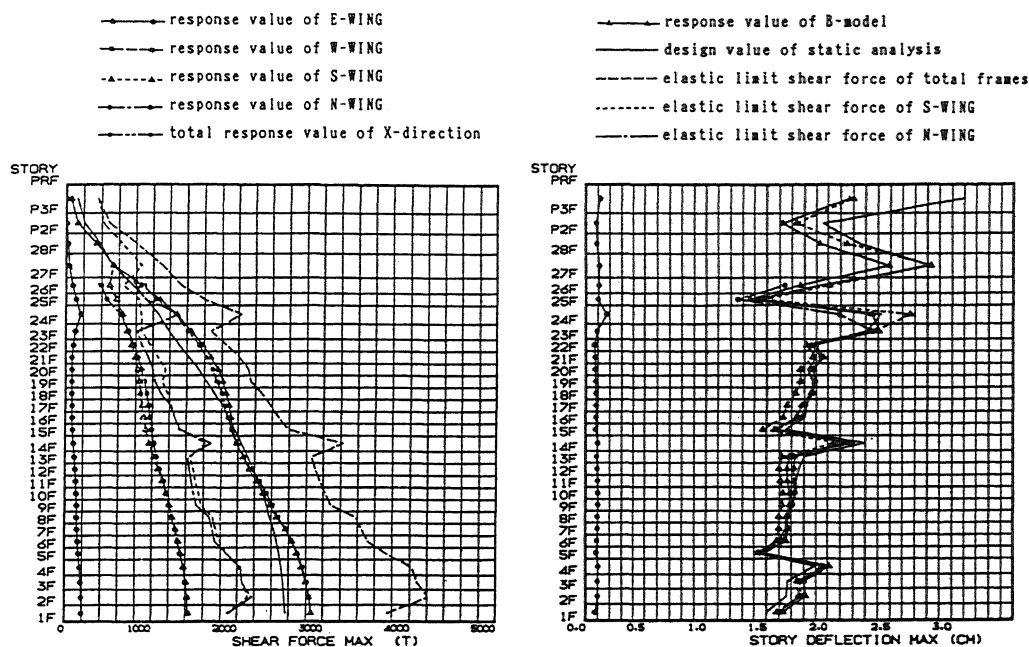 response value of E-WING
response value of W-WING
response value of S-WING
response value of N-WING
total response value of X-direction
response value of B-model
design value of static analysis
elastic limit shear force of total frames
elastic limit shear force of S-WING
elastic limit shear force of N-WING
STORY
PRF
P3F
P2F
28F
27F
26F
25F
24F
23F
22F
21F
20F
19F
18F
17F
16F
15F
14F
13F
12F
11F
10F
9F
8F
7F
6F
5F
4F
3F
2F
1F
0 1000 2000 3000 4000 5000
SHEAR FORCE MAX (T)
STORY
PRF
P3F
P2F
28F
27F
26F
25F
24F
23F
22F
21F
20F
19F
18F
17F
16F
15F
14F
13F
12F
11F
10F
9F
8F
7F
6F
5F
4F
3F
2F
1F
0.0 0.5 1.5 2.0 2.5 3.0
STORY DEFLECTION MAX (CM)